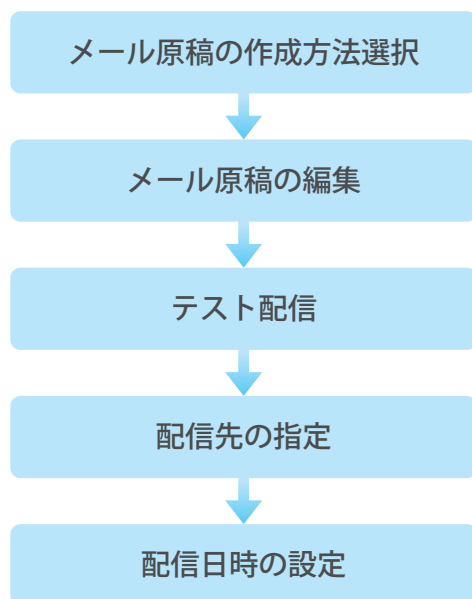 メール原稿の作成方法選択
メール原稿の編集
テスト配信
配信先の指定
配信日時の設定